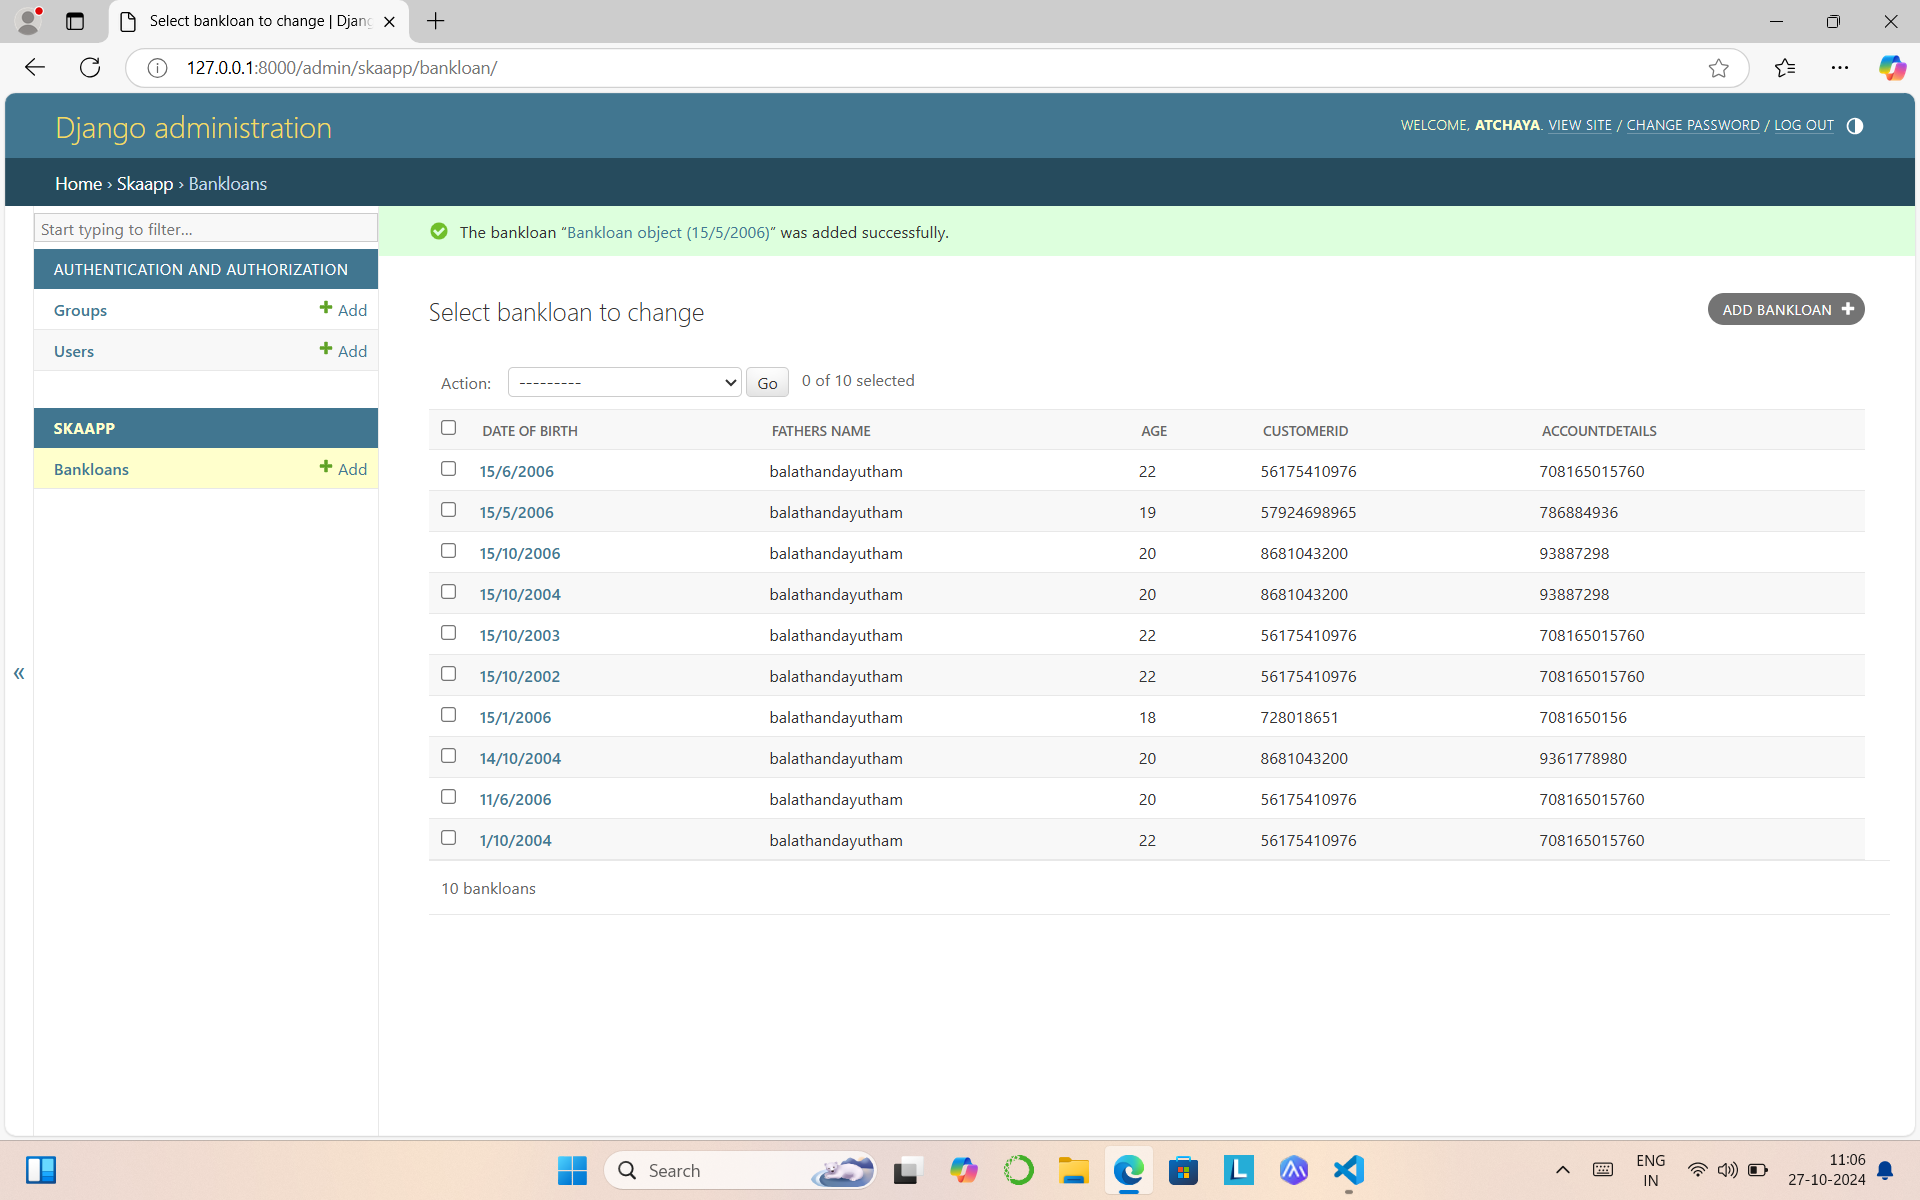 Select bankloan to change | Djang
127.0.0.1:8000/admin/skaapp/bankloan/
Django administration
WELCOME, ATCHAYA. VIEW SITE / CHANGE PASSWORD / LOG OUT
Home › Skaapp › Bankloans
Start typing to filter...
AUTHENTICATION AND AUTHORIZATION
Groups Add
Users Add
SKAAPP
Bankloans Add
«
The bankloan “Bankloan object (15/5/2006)” was added successfully.
Select bankloan to change
ADD BANKLOAN
Action: --------- Go 0 of 10 selected
DATE OF BIRTH FATHERS NAME AGE CUSTOMERID ACCOUNTDETAILS
15/6/2006 balathandayutham 22 56175410976 708165015760
15/5/2006 balathandayutham 19 57924698965 786884936
15/10/2006 balathandayutham 20 8681043200 93887298
15/10/2004 balathandayutham 20 8681043200 93887298
15/10/2003 balathandayutham 22 56175410976 708165015760
15/10/2002 balathandayutham 22 56175410976 708165015760
15/1/2006 balathandayutham 18 728018651 7081650156
14/10/2004 balathandayutham 20 8681043200 9361778980
11/6/2006 balathandayutham 20 56175410976 708165015760
1/10/2004 balathandayutham 22 56175410976 708165015760
10 bankloans
Search
L
ENG
IN
11:06
27-10-2024